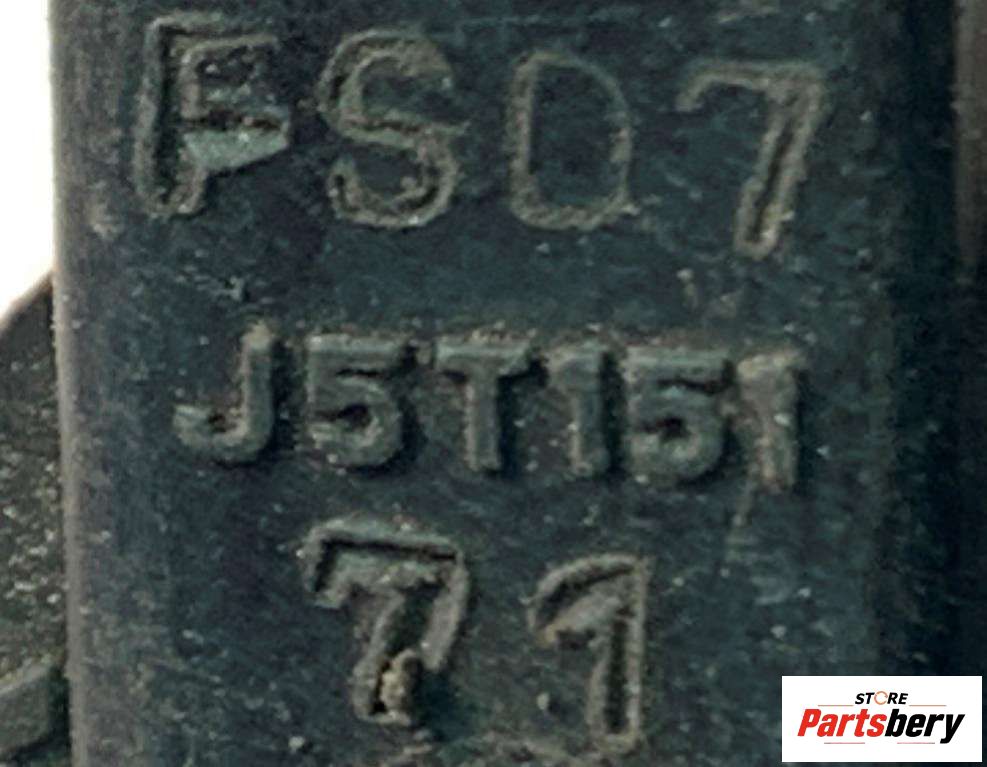 FS07
J5T151
71
STORE
Partsbery